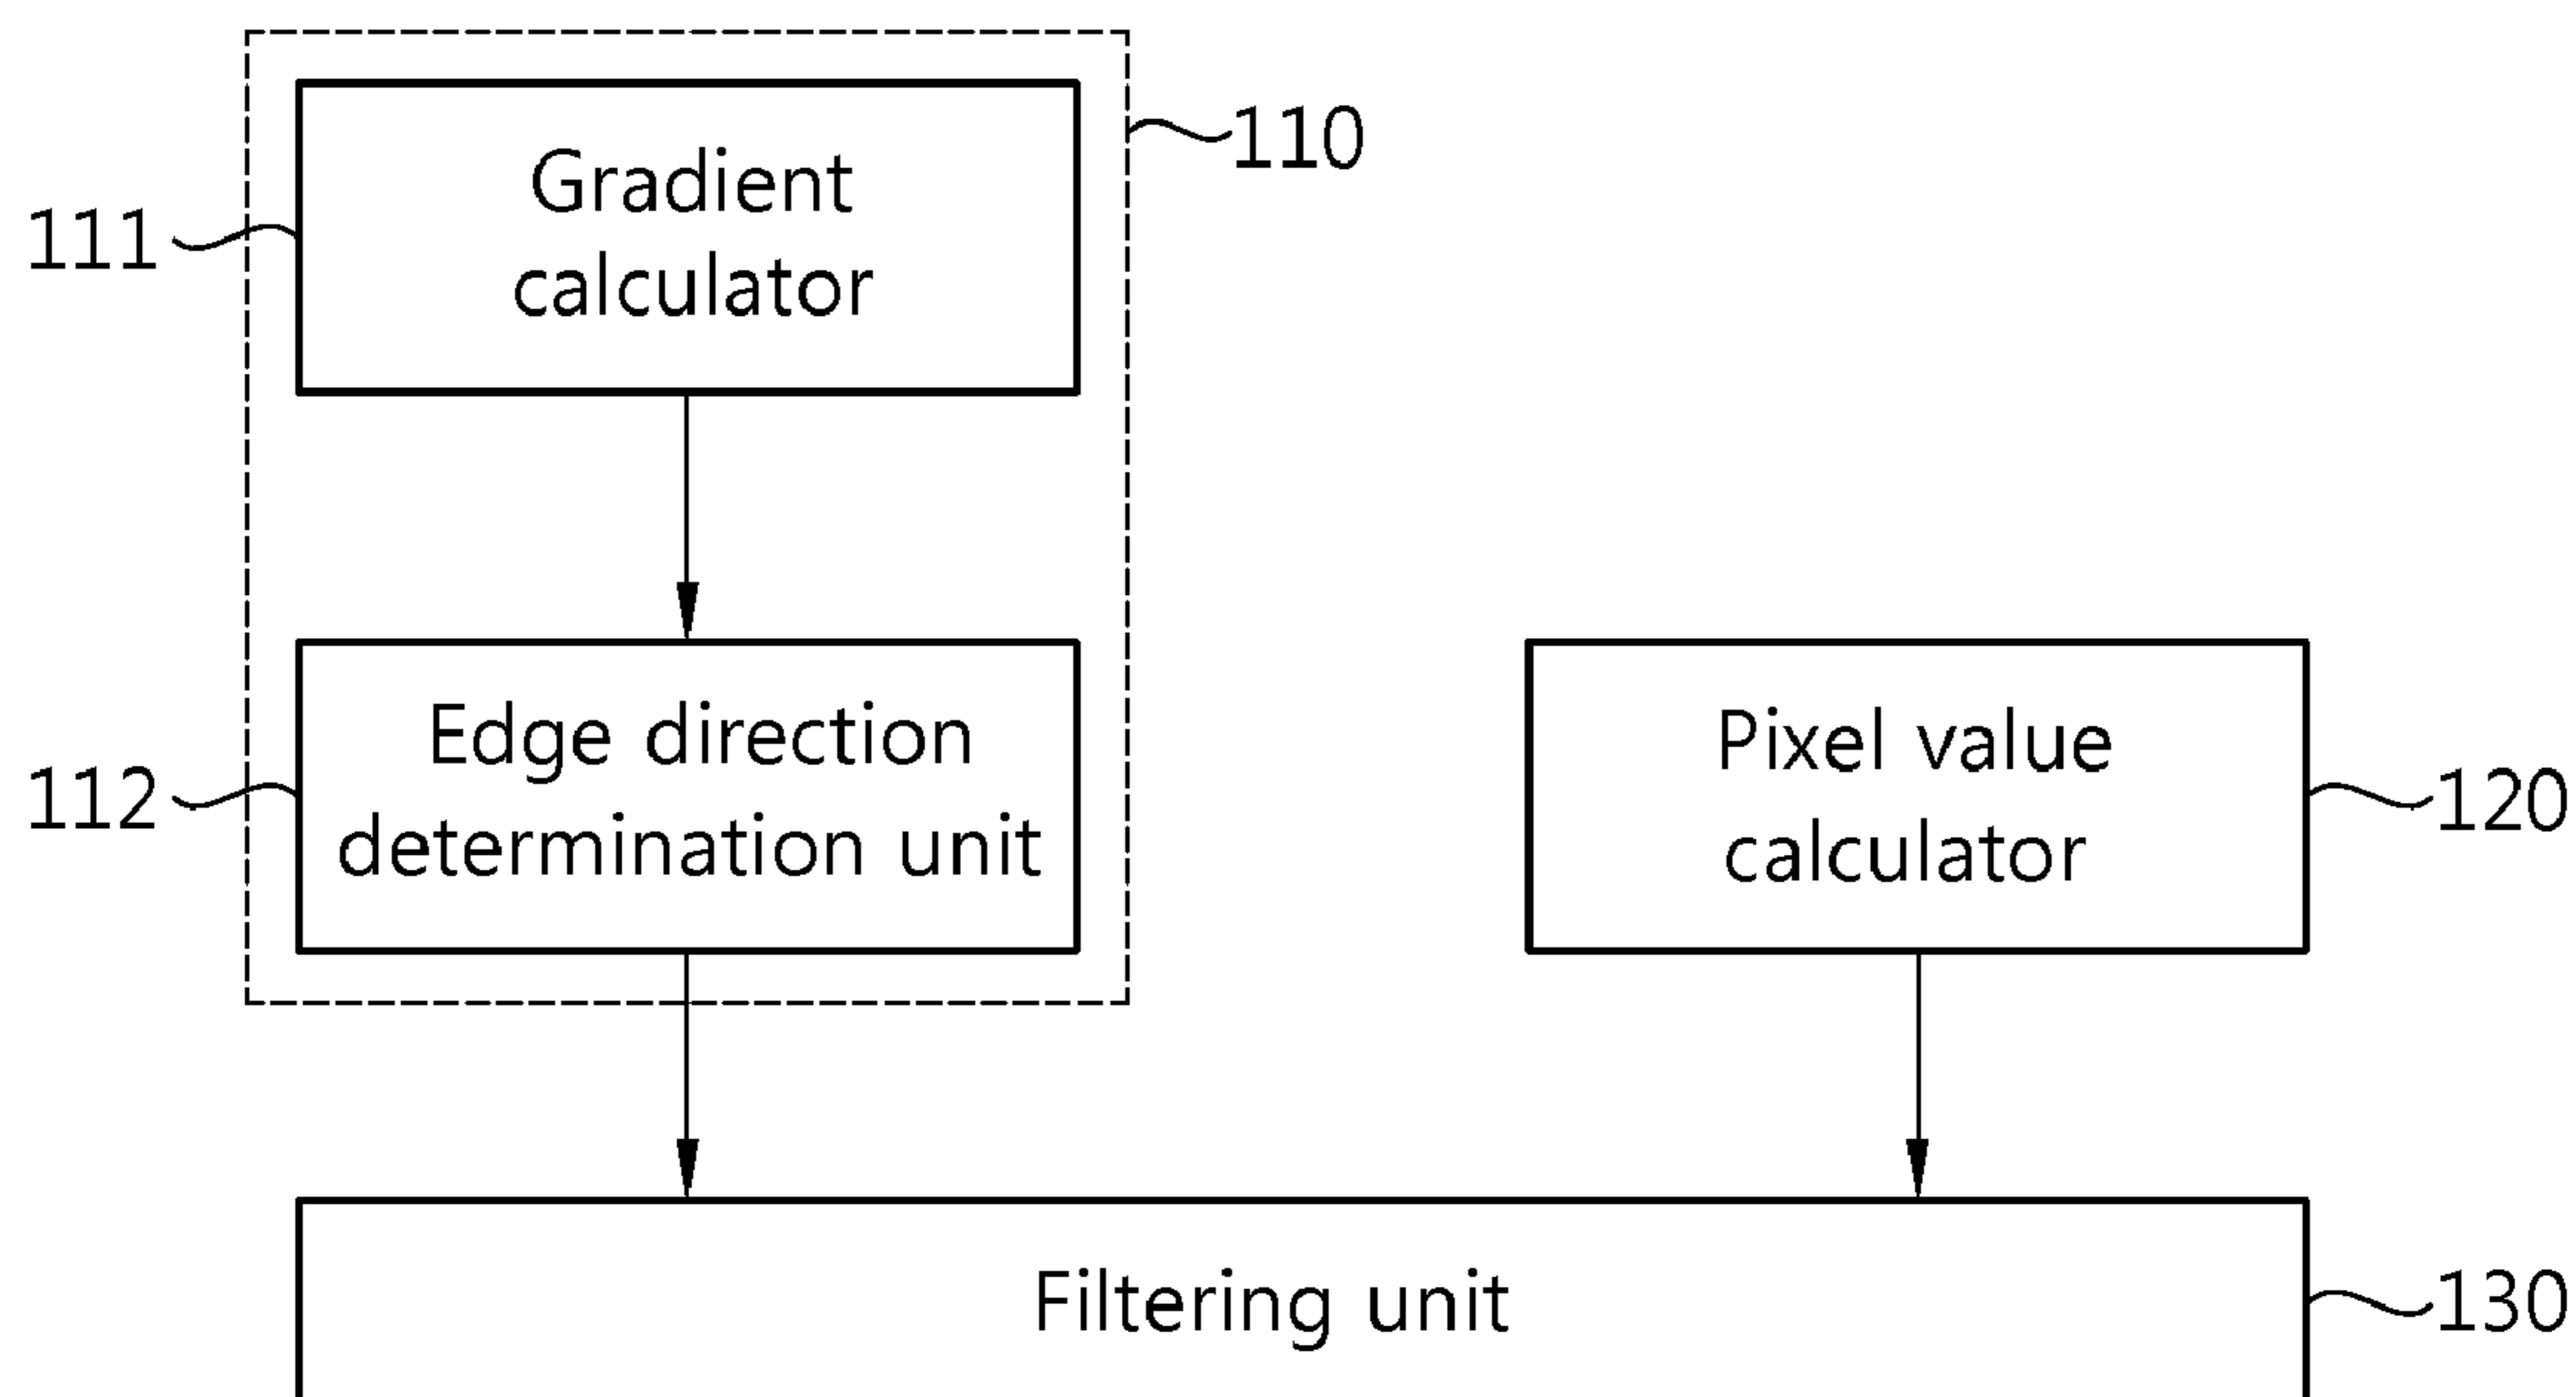 110
Gradient
calculator
111
Edge direction
determination unit
112
Pixel value
calculator
120
Filtering unit
130